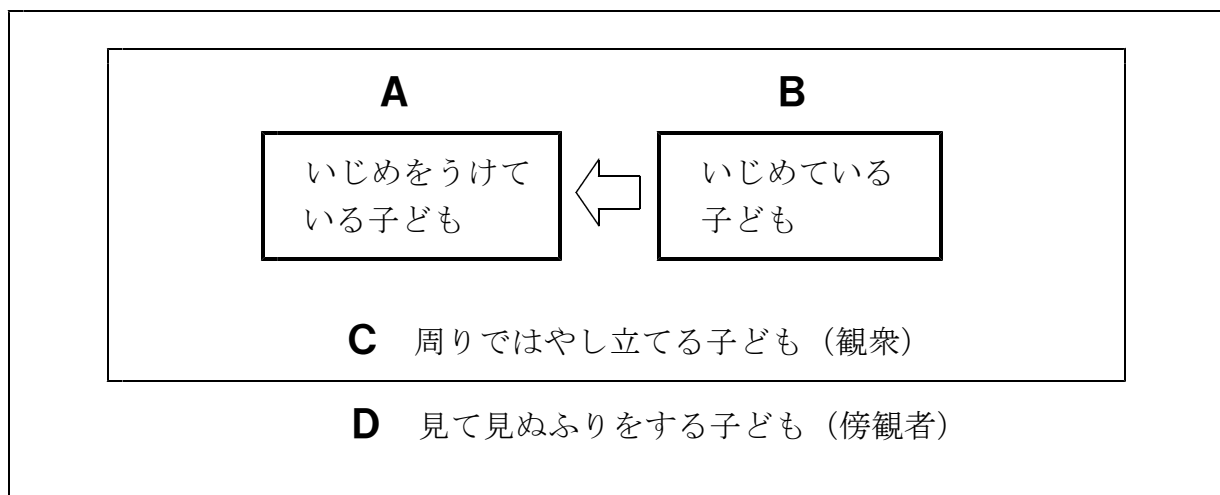 A
B
いじめをうけて
いる子ども
いじめている
子ども
C 周りではやし立てる子ども（観衆）
D 見て見ぬふりをする子ども（傍観者）